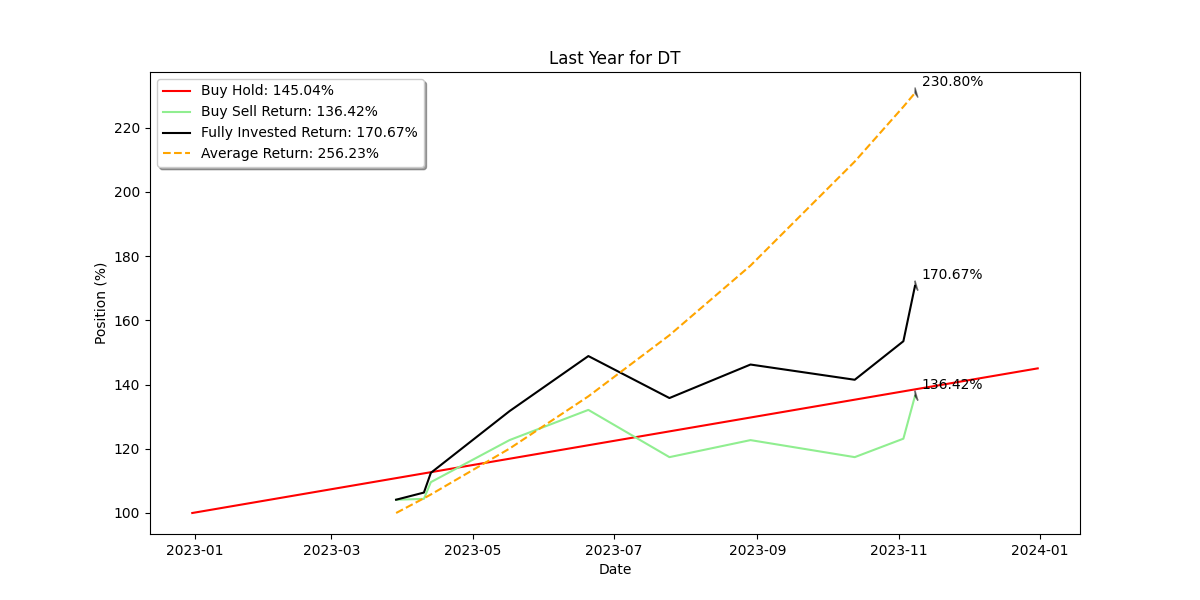 Last Year for DT
Buy Hold: 145.04%
Buy Sell Return: 136.42%
Fully Invested Return: 170.67%
Average Return: 256.23%
230.80%
170.67%
136.42%
Position (%)
220
200
180
160
140
120
100
2023-01 2023-03 2023-05 2023-07 2023-09 2023-11 2024-01
Date